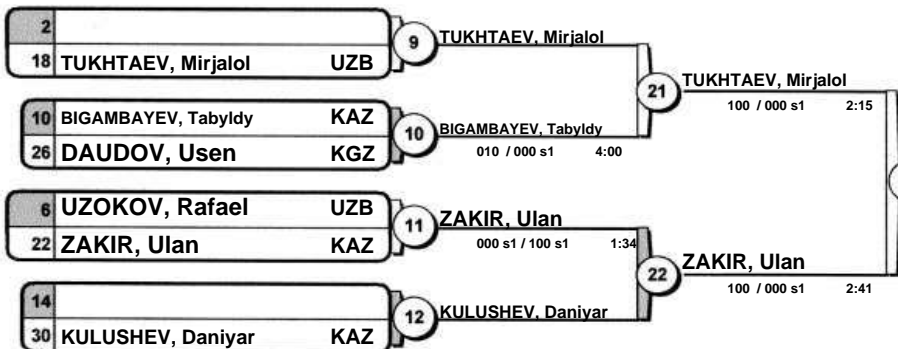 2
18 TUKHTAEV, Mirjalol UZB
9
TUKHTAEV, Mirjalol
21
TUKHTAEV, Mirjalol
100 / 000 s1 2:15
10 BIGAMBAYEV, Tabyldy KAZ
26 DAUDOV, Usen KGZ
10
BIGAMBAYEV, Tabyldy
010 / 000 s1 4:00
6 UZOKOV, Rafael UZB
22 ZAKIR, Ulan KAZ
11
ZAKIR, Ulan
000 s1 / 100 s1 1:34
22
ZAKIR, Ulan
100 / 000 s1 2:41
14
30 KULUSHEV, Daniyar KAZ
12
KULUSHEV, Daniyar